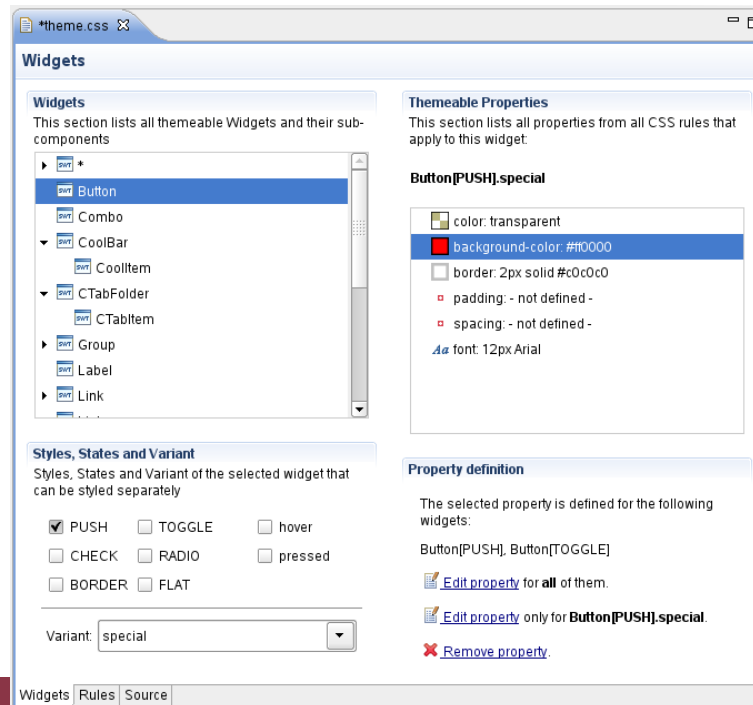 *theme.css
Widgets
Widgets
This section lists all themeable Widgets and their sub-
components
*
Button
Combo
CoolBar
CoolItem
CTabFolder
CTabItem
Group
Label
Link
Styles, States and Variant
Styles, States and Variant of the selected widget that
can be styled separately
PUSH TOGGLE hover
CHECK RADIO pressed
BORDER FLAT
Variant: special
Themeable Properties
This section lists all properties from all CSS rules that
apply to this widget:
Button[PUSH].special
color: transparent
background-color: #ff0000
border: 2px solid #c0c0c0
padding: - not defined -
spacing: - not defined -
Aa font: 12px Arial
Property definition
The selected property is defined for the following
widgets:
Button[PUSH], Button[TOGGLE]
Edit property for all of them.
Edit property only for Button[PUSH].special.
Remove property.
Widgets Rules Source